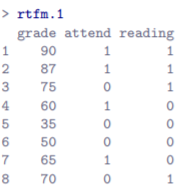 > rtfm.1
grade attend reading
1 90 1 1
2 87 1 1
3 75 0 1
4 60 1 0
5 35 0 0
6 50 0 0
7 65 1 0
8 70 0 1